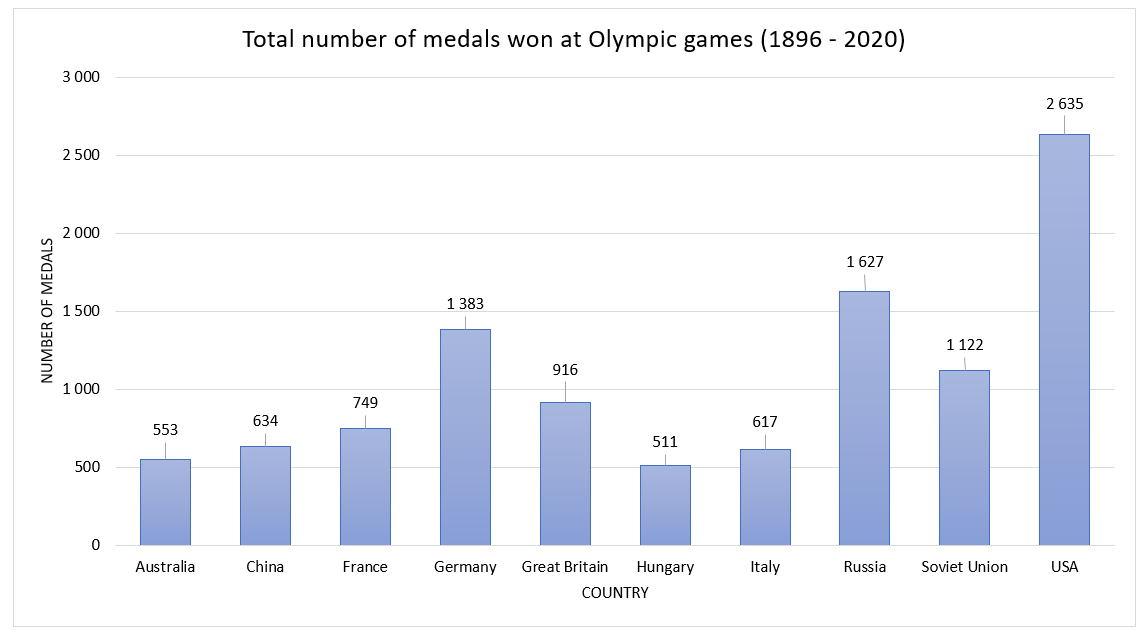 Total number of medals won at Olympic games (1896 - 2020)
3 000
2 500
2 000
1 500
1 000
500
0
NUMBER OF MEDALS
553
634
749
1 383
916
511
617
1 627
1 122
2 635
Australia
China
France
Germany
Great Britain
Hungary
Italy
Russia
Soviet Union
USA
COUNTRY